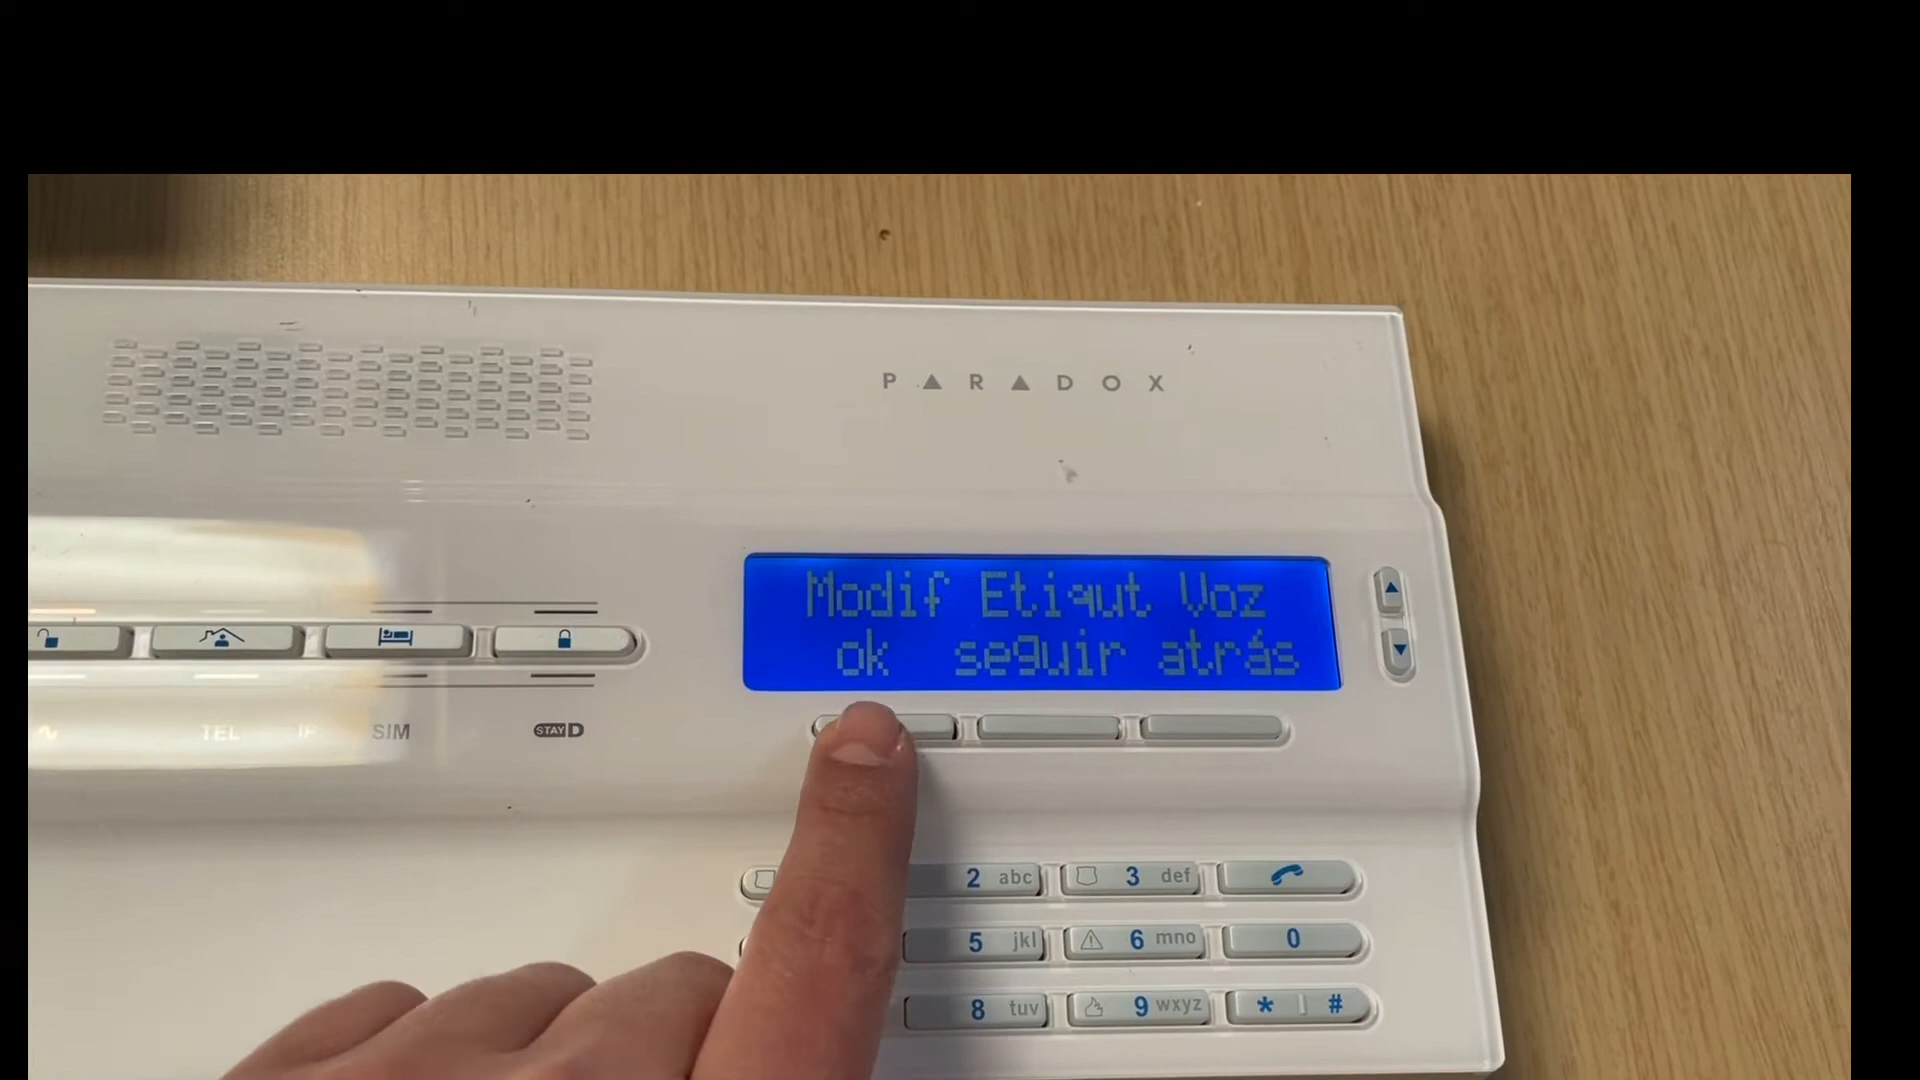 PARADOX
Modif Etiqut Voz
ok seguir atrás
TEL
SIM
STAY D
2 abc
3 def
5 jkl
6 mno
0
8 tuv
9 wxyz
* #